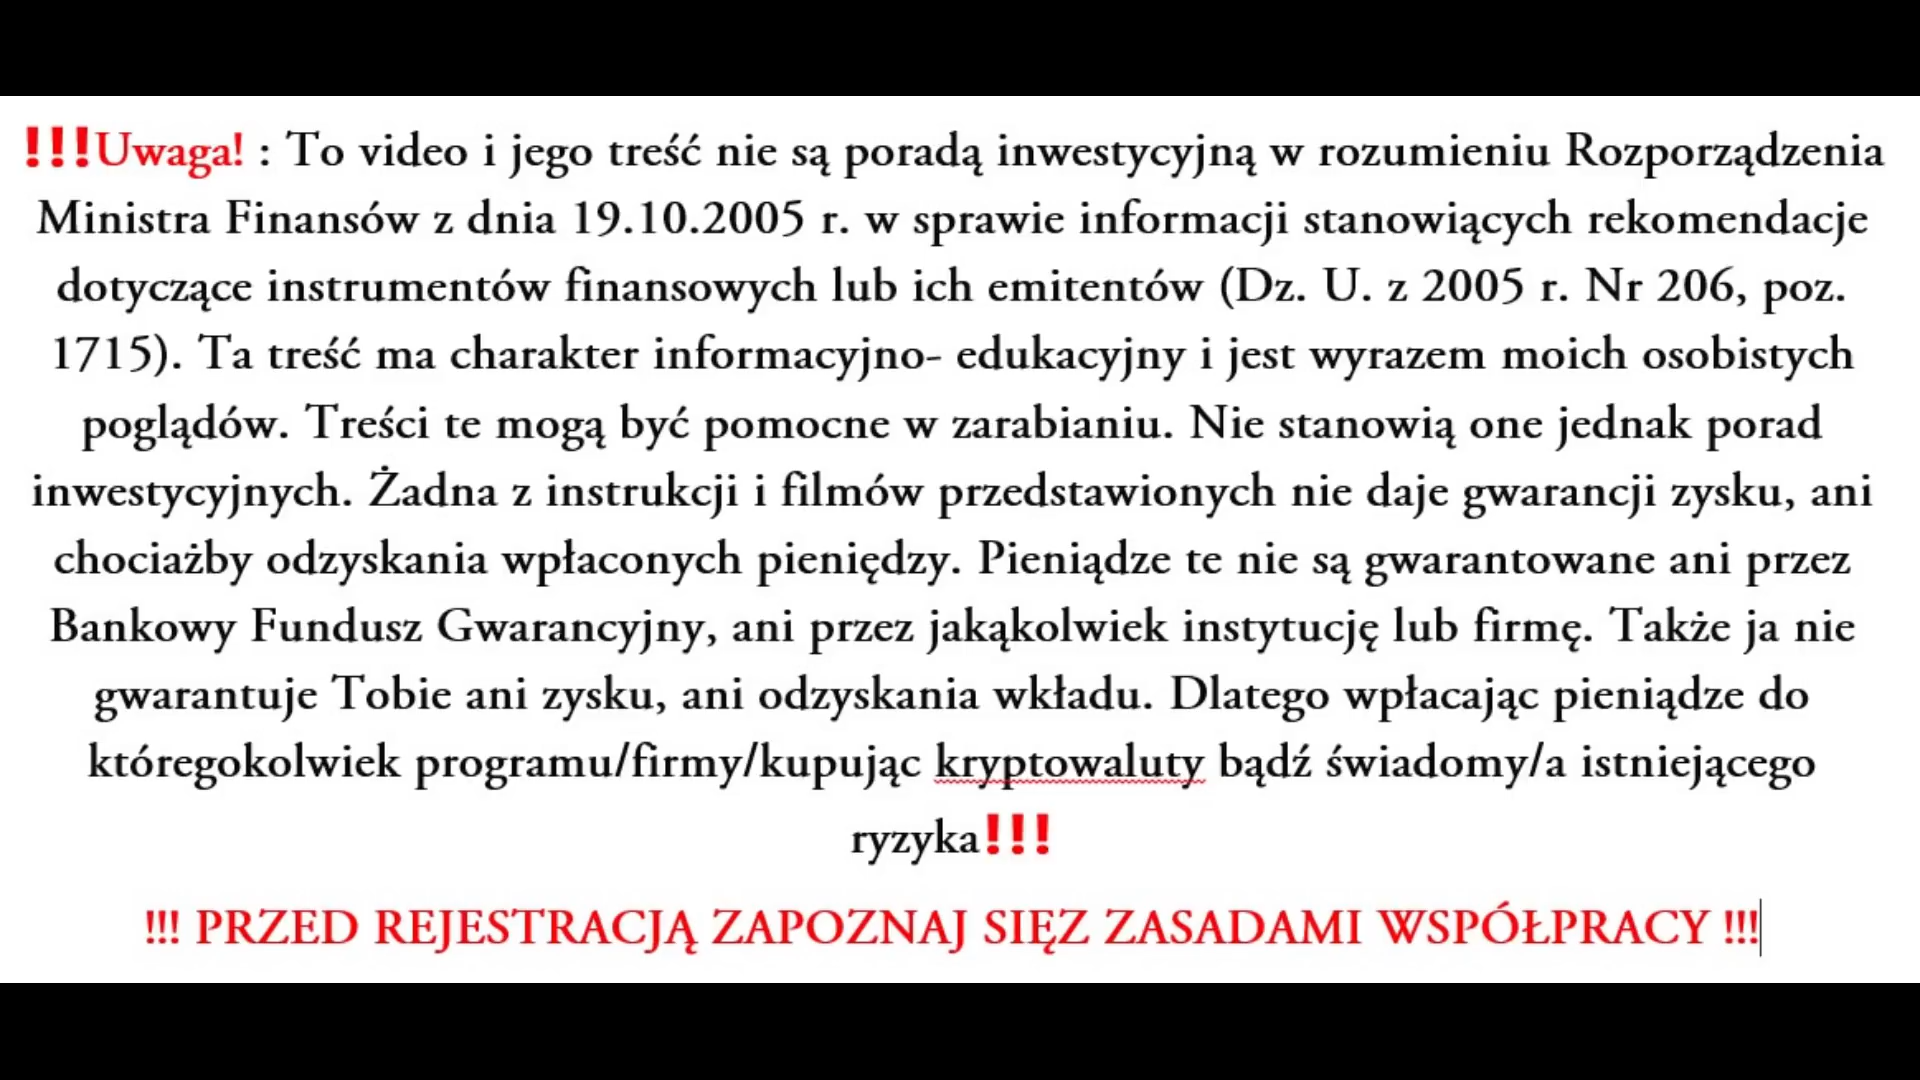 !!!Uwaga! : To video i jego treść nie są poradą inwestycyjną w rozumieniu Rozporządzenia
Ministra Finansów z dnia 19.10.2005 r. w sprawie informacji stanowiących rekomendacje
dotyczące instrumentów finansowych lub ich emitentów (Dz. U. z 2005 r. Nr 206, poz.
1715). Ta treść ma charakter informacyjno- edukacyjny i jest wyrazem moich osobistych
poglądów. Treści te mogą być pomocne w zarabianiu. Nie stanowią one jednak porad
inwestycyjnych. Żadna z instrukcji i filmów przedstawionych nie daje gwarancji zysku, ani
chociażby odzyskania wpłaconych pieniędzy. Pieniądze te nie są gwarantowane ani przez
Bankowy Fundusz Gwarancyjny, ani przez jakąkolwiek instytucję lub firmę. Także ja nie
gwarantuje Tobie ani zysku, ani odzyskania wkładu. Dlatego wpłacając pieniądze do
któregokolwiek programu/firmy/kupując kryptowaluty bądź świadomy/a istniejącego
ryzyka!!!
!!! PRZED REJESTRACJĄ ZAPOZNAJ SIĘZ ZASADAMI WSPÓŁPRACY !!!